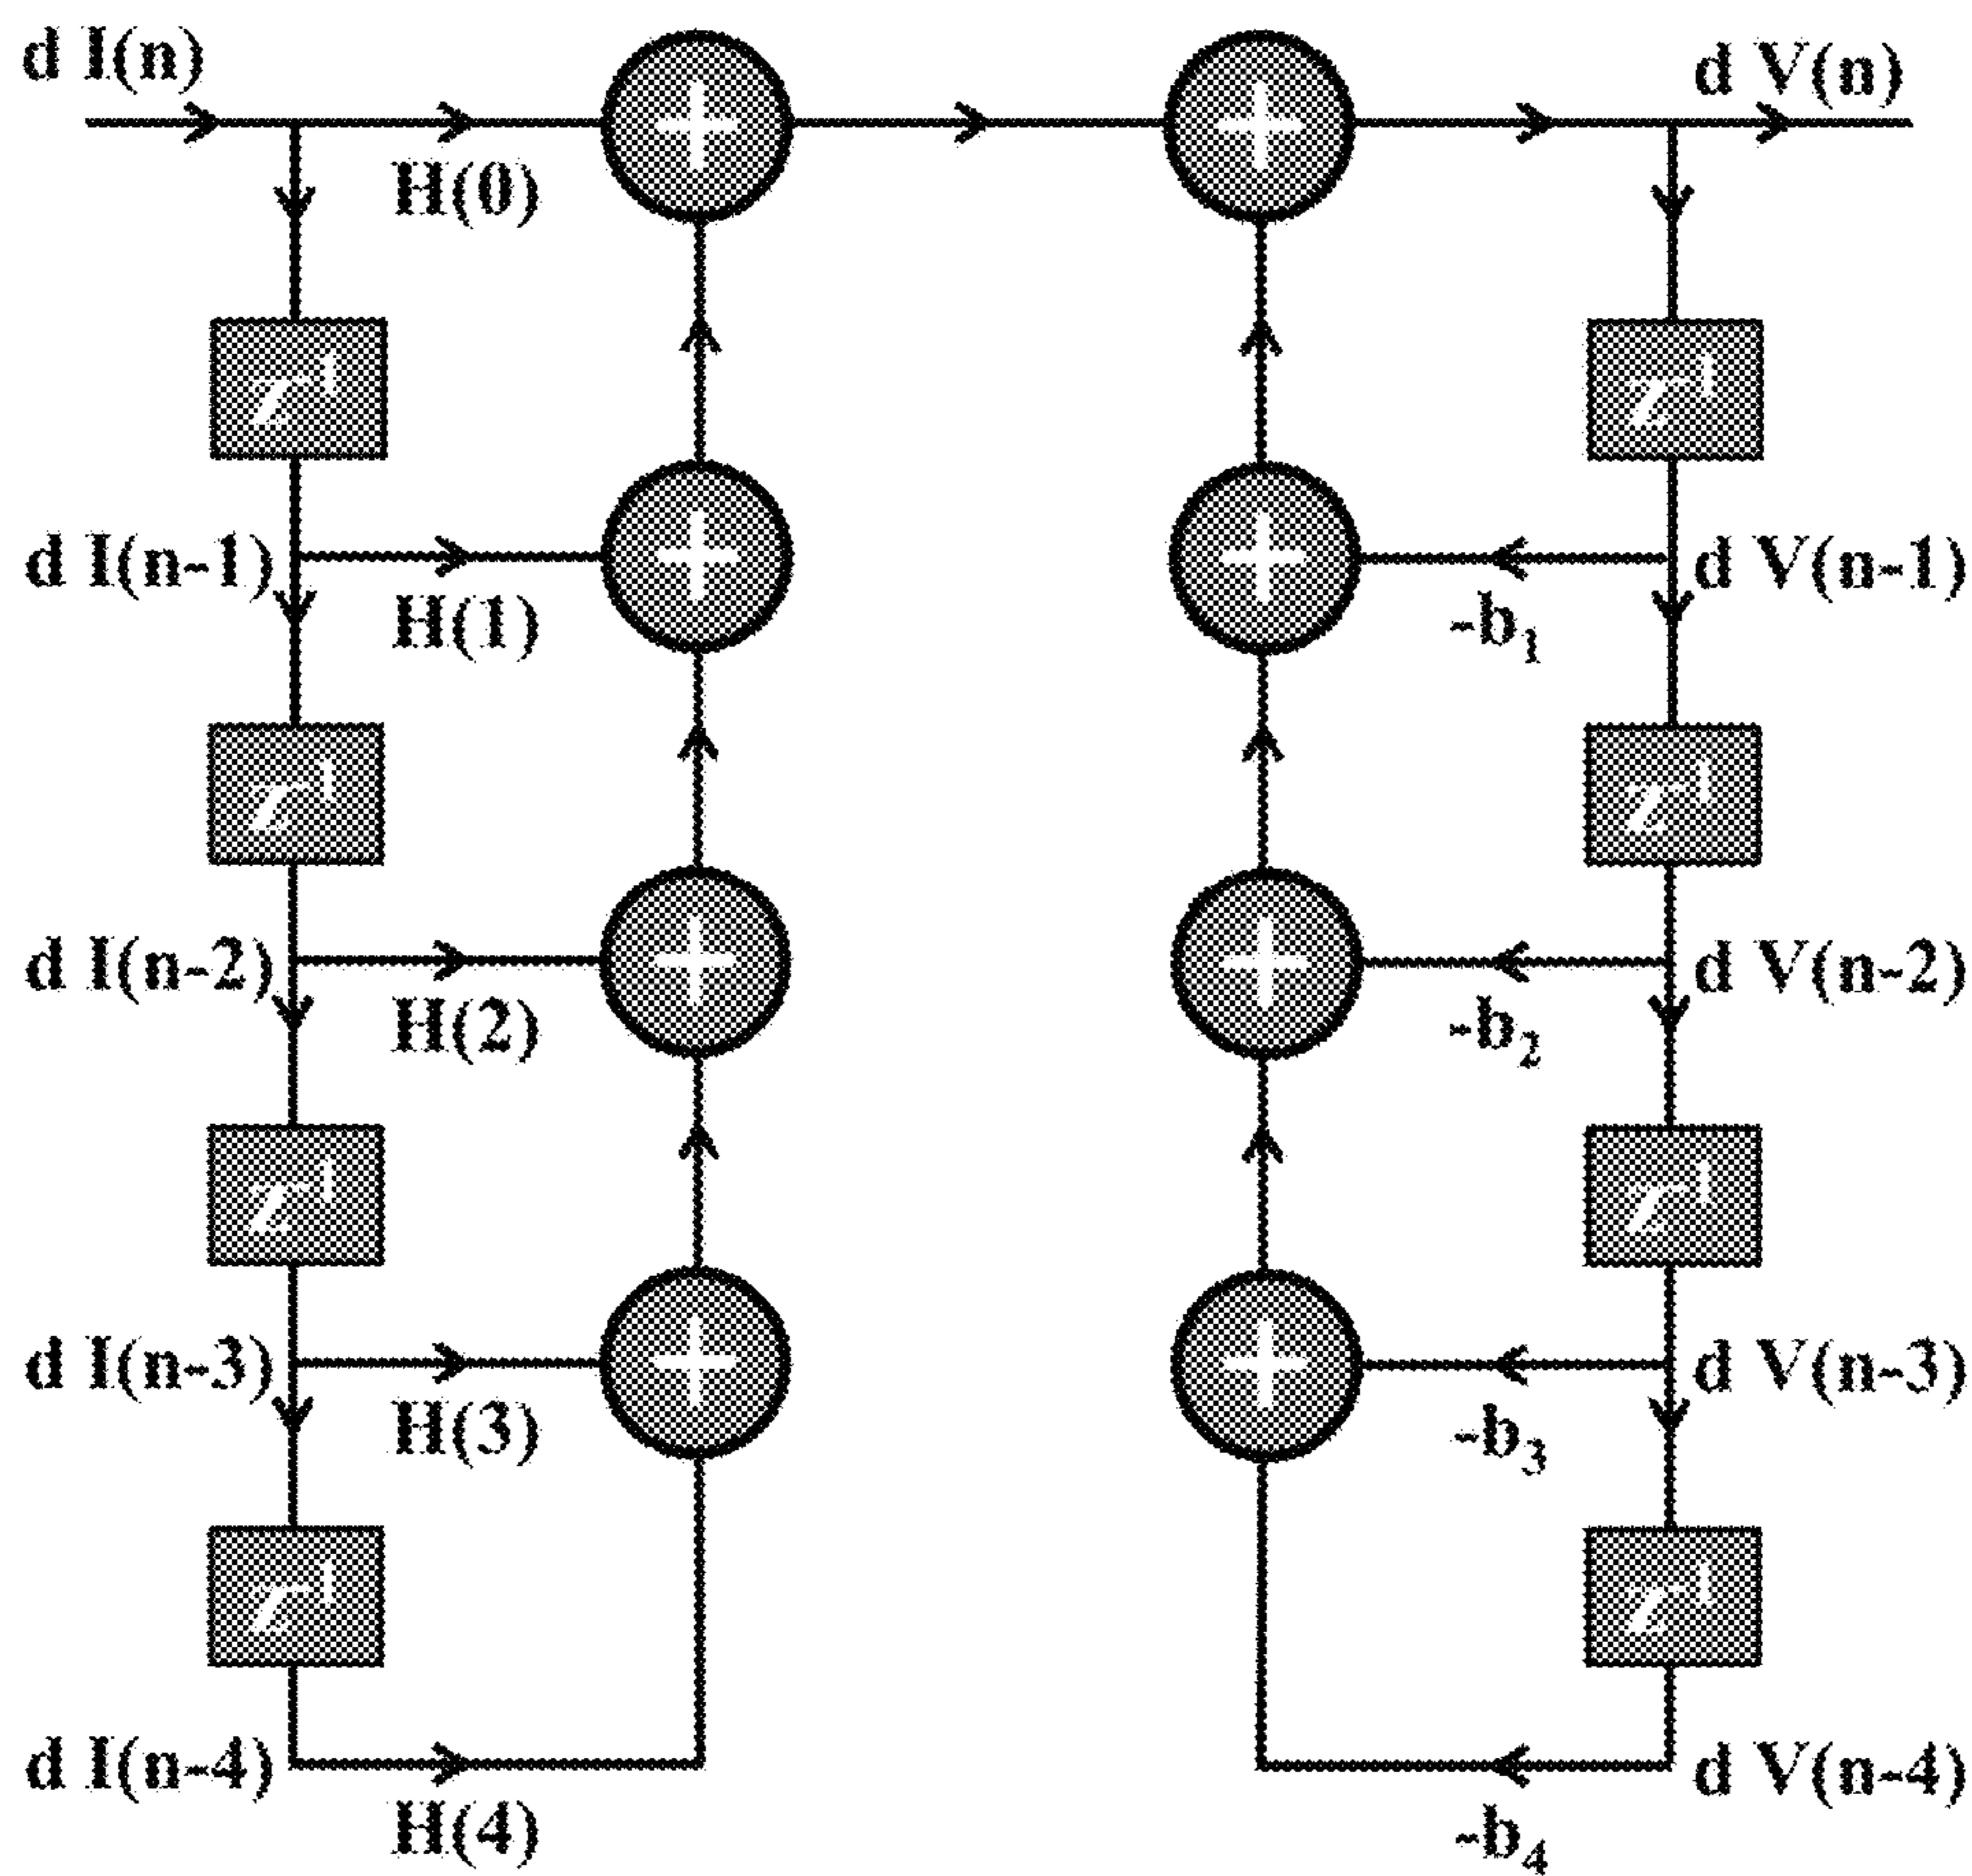 d I(n)
d V(n)
+
+
H(0)
z⁻¹
z⁻¹
d I(n-1)
+
+
d V(n-1)
H(1)
-b₁
z⁻¹
z⁻¹
d I(n-2)
+
+
d V(n-2)
H(2)
-b₂
z⁻¹
z⁻¹
d I(n-3)
+
+
d V(n-3)
H(3)
-b₃
z⁻¹
z⁻¹
d I(n-4)
d V(n-4)
H(4)
-b₄